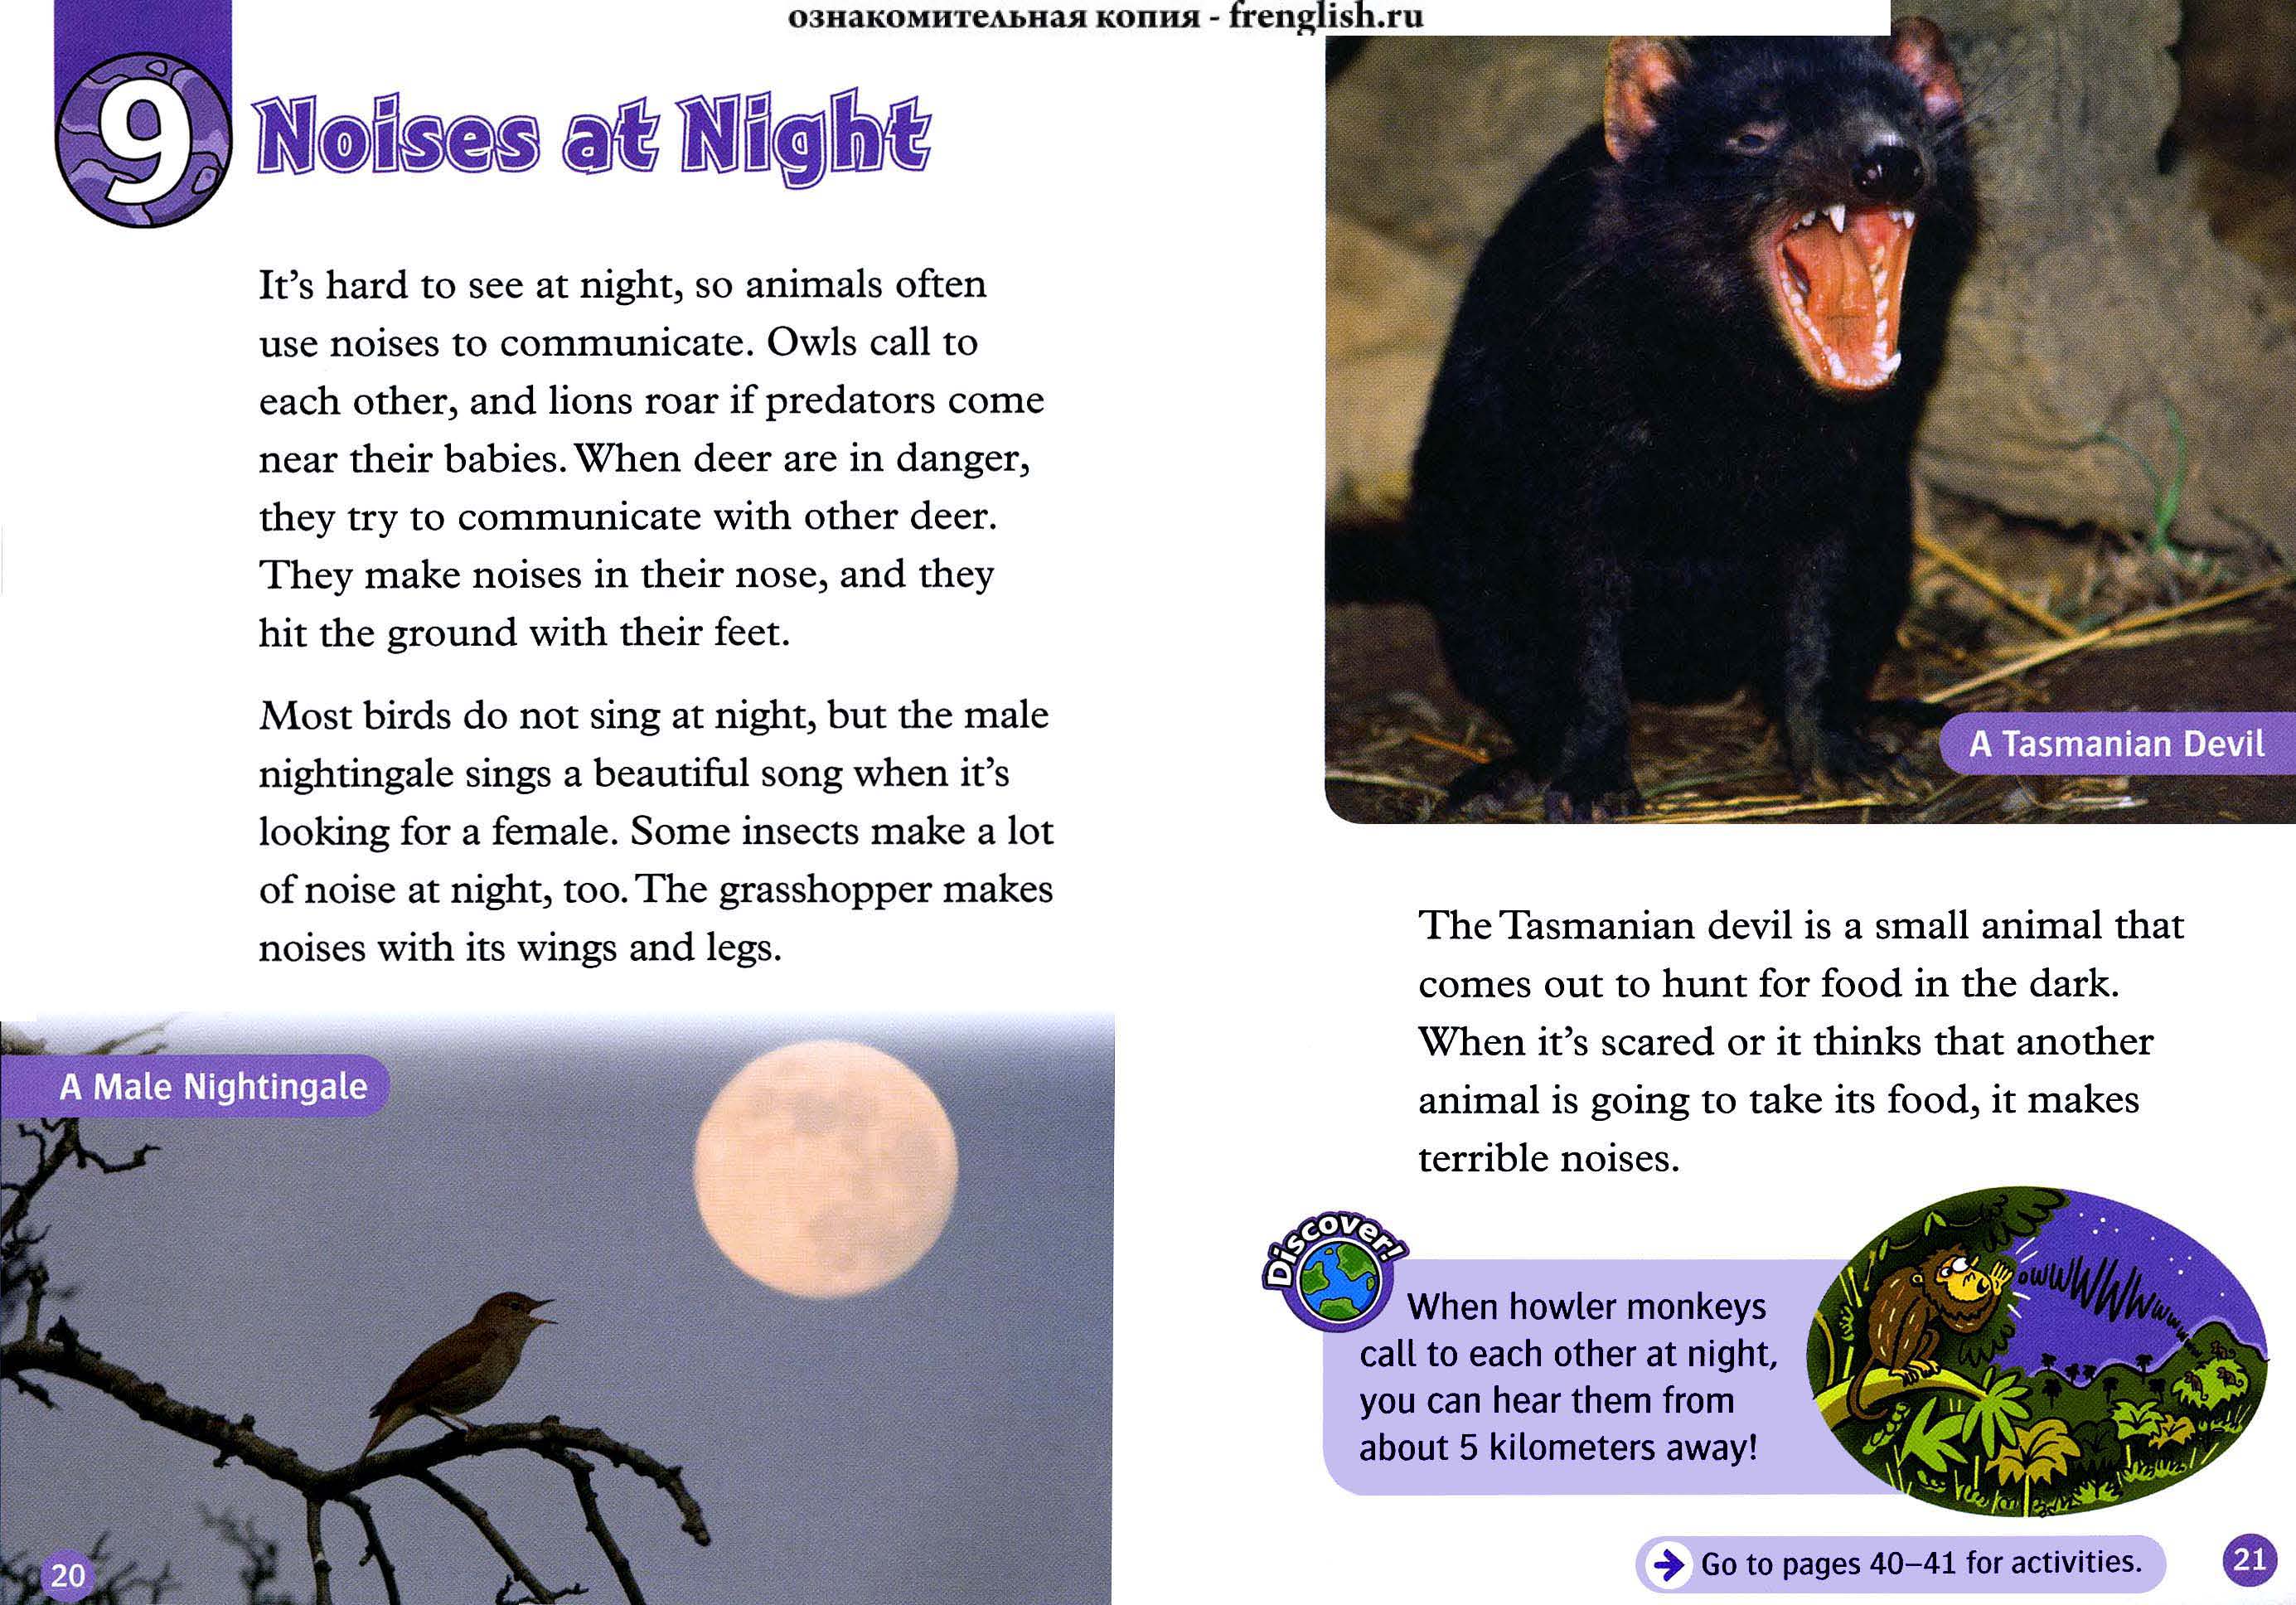 ознакомительная копия - frenglish.ru
9
Noises at Night
It's hard to see at night, so animals often
use noises to communicate. Owls call to
each other, and lions roar if predators come
near their babies. When deer are in danger,
they try to communicate with other deer.
They make noises in their nose, and they
hit the ground with their feet.
Most birds do not sing at night, but the male
nightingale sings a beautiful song when it's
looking for a female. Some insects make a lot
of noise at night, too. The grasshopper makes
noises with its wings and legs.
A Male Nightingale
20
A Tasmanian Devil
The Tasmanian devil is a small animal that
comes out to hunt for food in the dark.
When it's scared or it thinks that another
animal is going to take its food, it makes
terrible noises.
Discover!
When howler monkeys
call to each other at night,
you can hear them from
about 5 kilometers away!
owwWWWwwwww
→ Go to pages 40–41 for activities.
21